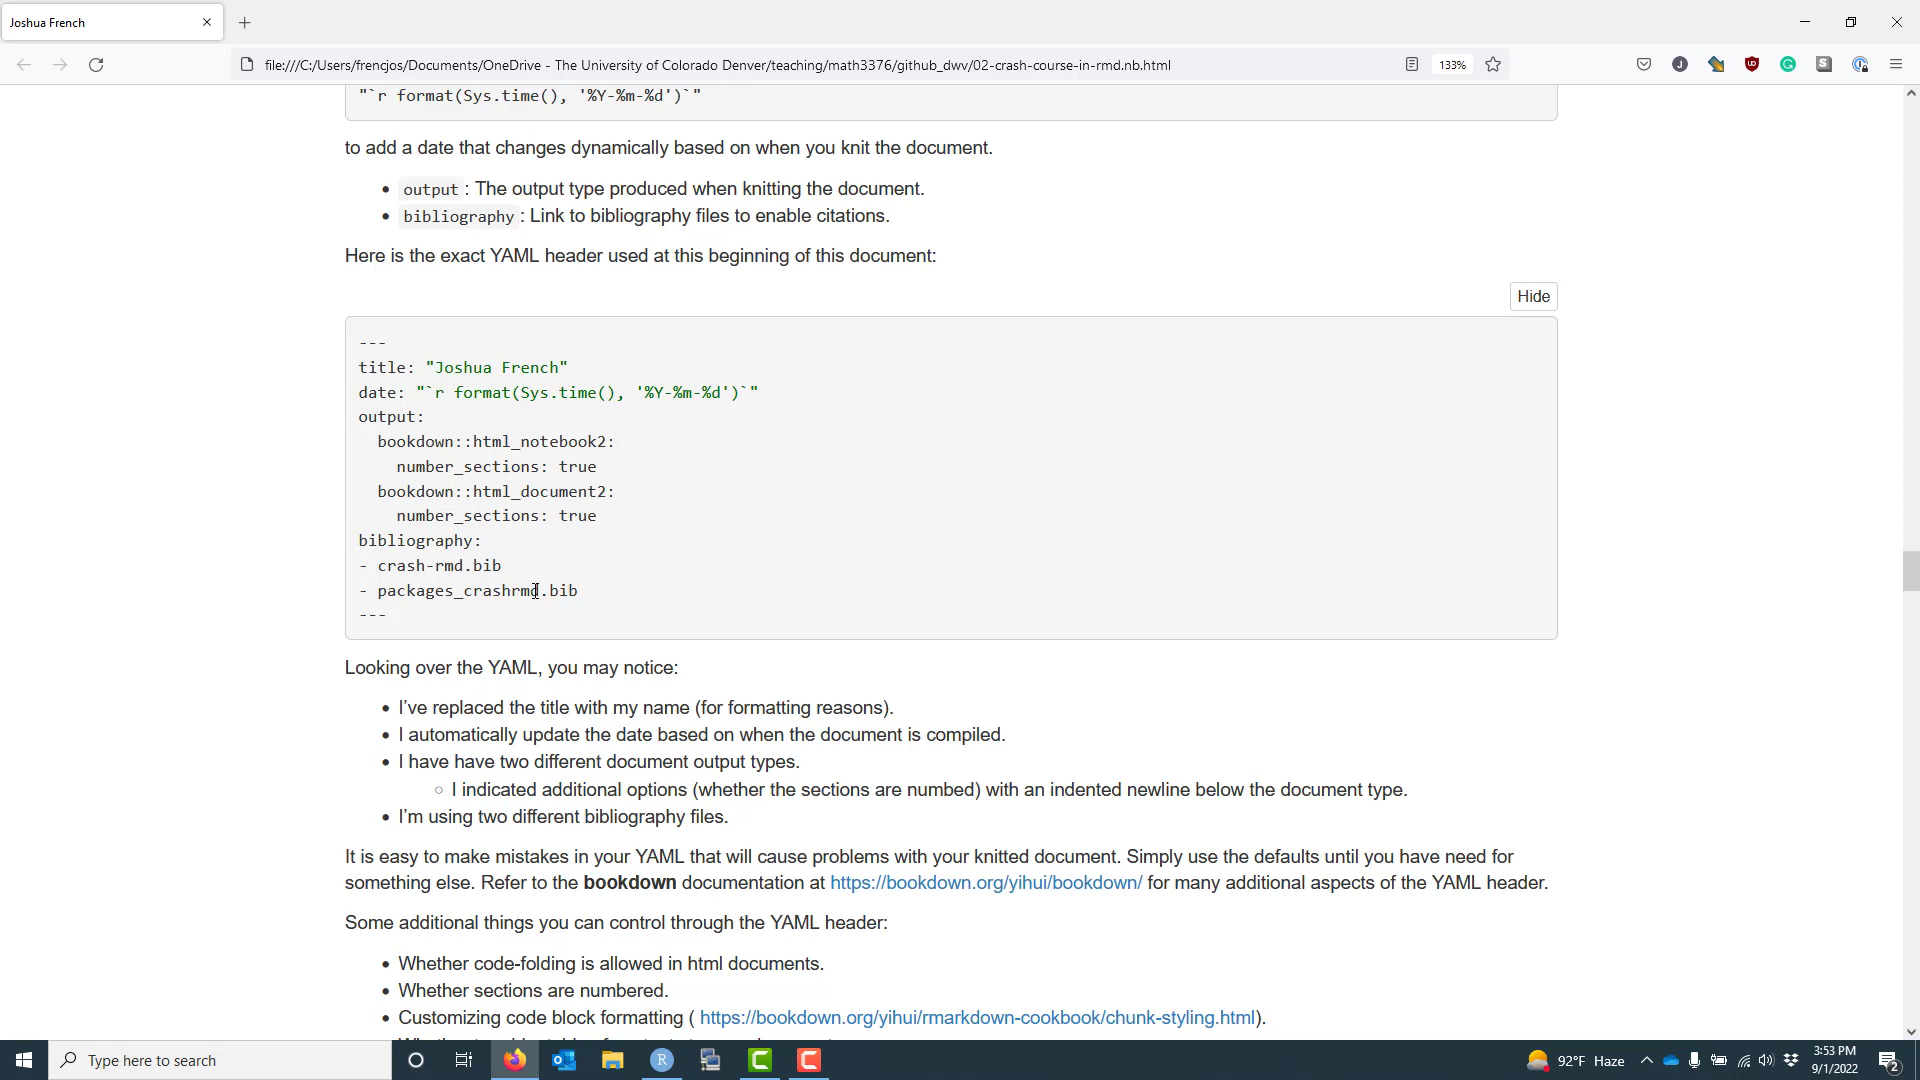 Joshua French
file:///C:/Users/frencjos/Documents/OneDrive - The University of Colorado Denver/teaching/math3376/github_dwv/02-crash-course-in-rmd.nb.html
133%
"`r format(Sys.time(), '%Y-%m-%d')`"
to add a date that changes dynamically based on when you knit the document.
• output : The output type produced when knitting the document.
• bibliography : Link to bibliography files to enable citations.
Here is the exact YAML header used at this beginning of this document:
Hide
---
title: "Joshua French"
date: "`r format(Sys.time(), '%Y-%m-%d')`"
output:
  bookdown::html_notebook2:
    number_sections: true
  bookdown::html_document2:
    number_sections: true
bibliography:
- crash-rmd.bib
- packages_crashrmd.bib
---
Looking over the YAML, you may notice:
• I've replaced the title with my name (for formatting reasons).
• I automatically update the date based on when the document is compiled.
• I have have two different document output types.
○ I indicated additional options (whether the sections are numbed) with an indented newline below the document type.
• I'm using two different bibliography files.
It is easy to make mistakes in your YAML that will cause problems with your knitted document. Simply use the defaults until you have need for
something else. Refer to the bookdown documentation at https://bookdown.org/yihui/bookdown/ for many additional aspects of the YAML header.
Some additional things you can control through the YAML header:
• Whether code-folding is allowed in html documents.
• Whether sections are numbered.
• Customizing code block formatting ( https://bookdown.org/yihui/rmarkdown-cookbook/chunk-styling.html).
Type here to search
92°F Haze
3:53 PM
9/1/2022
2